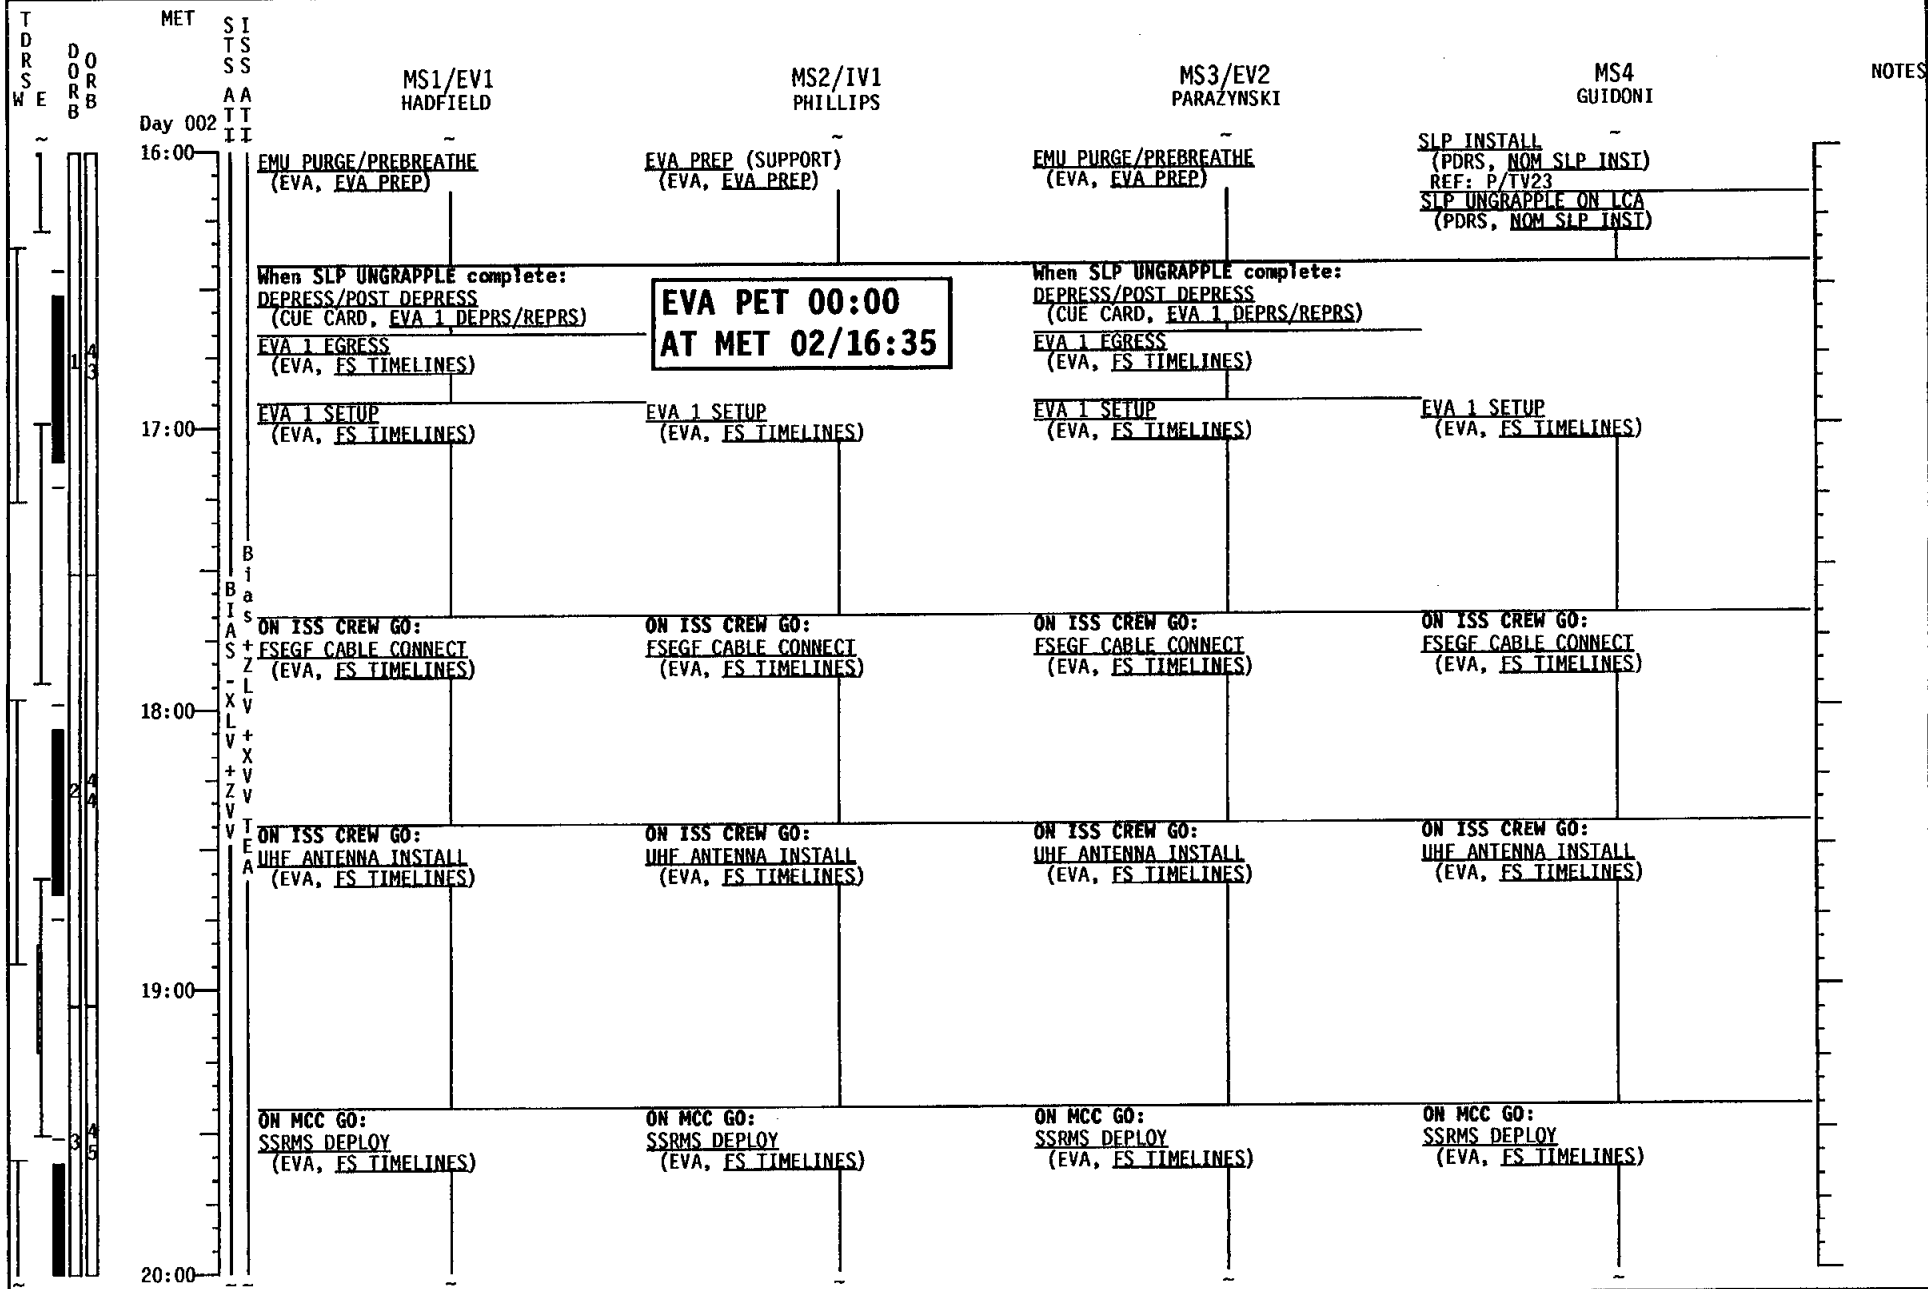 TDRS
W E
DORB
ORB
MET
STS ATT
ISS ATT
MS1/EV1
HADFIELD
MS2/IV1
PHILLIPS
MS3/EV2
PARAZYNSKI
MS4
GUIDONI
NOTES
Day 002
16:00
EMU PURGE/PREBREATHE
(EVA, EVA PREP)
EVA PREP (SUPPORT)
(EVA, EVA PREP)
EMU PURGE/PREBREATHE
(EVA, EVA PREP)
SLP INSTALL
(PDRS, NOM SLP INST)
REF: P/TV23
SLP UNGRAPPLE ON LCA
(PDRS, NOM SLP INST)
When SLP UNGRAPPLE complete:
DEPRESS/POST DEPRESS
(CUE CARD, EVA 1 DEPRS/REPRS)
EVA 1 EGRESS
(EVA, FS TIMELINES)
EVA PET 00:00
AT MET 02/16:35
When SLP UNGRAPPLE complete:
DEPRESS/POST DEPRESS
(CUE CARD, EVA 1 DEPRS/REPRS)
EVA 1 EGRESS
(EVA, FS TIMELINES)
1
43
17:00
EVA 1 SETUP
(EVA, FS TIMELINES)
EVA 1 SETUP
(EVA, FS TIMELINES)
EVA 1 SETUP
(EVA, FS TIMELINES)
EVA 1 SETUP
(EVA, FS TIMELINES)
BIAS -XLV +ZVV
Bias +ZLV +XVV TEA
ON ISS CREW GO:
FSEGF CABLE CONNECT
(EVA, FS TIMELINES)
ON ISS CREW GO:
FSEGF CABLE CONNECT
(EVA, FS TIMELINES)
ON ISS CREW GO:
FSEGF CABLE CONNECT
(EVA, FS TIMELINES)
ON ISS CREW GO:
FSEGF CABLE CONNECT
(EVA, FS TIMELINES)
18:00
2
44
ON ISS CREW GO:
UHF ANTENNA INSTALL
(EVA, FS TIMELINES)
ON ISS CREW GO:
UHF ANTENNA INSTALL
(EVA, FS TIMELINES)
ON ISS CREW GO:
UHF ANTENNA INSTALL
(EVA, FS TIMELINES)
ON ISS CREW GO:
UHF ANTENNA INSTALL
(EVA, FS TIMELINES)
19:00
3
45
ON MCC GO:
SSRMS DEPLOY
(EVA, FS TIMELINES)
ON MCC GO:
SSRMS DEPLOY
(EVA, FS TIMELINES)
ON MCC GO:
SSRMS DEPLOY
(EVA, FS TIMELINES)
ON MCC GO:
SSRMS DEPLOY
(EVA, FS TIMELINES)
20:00